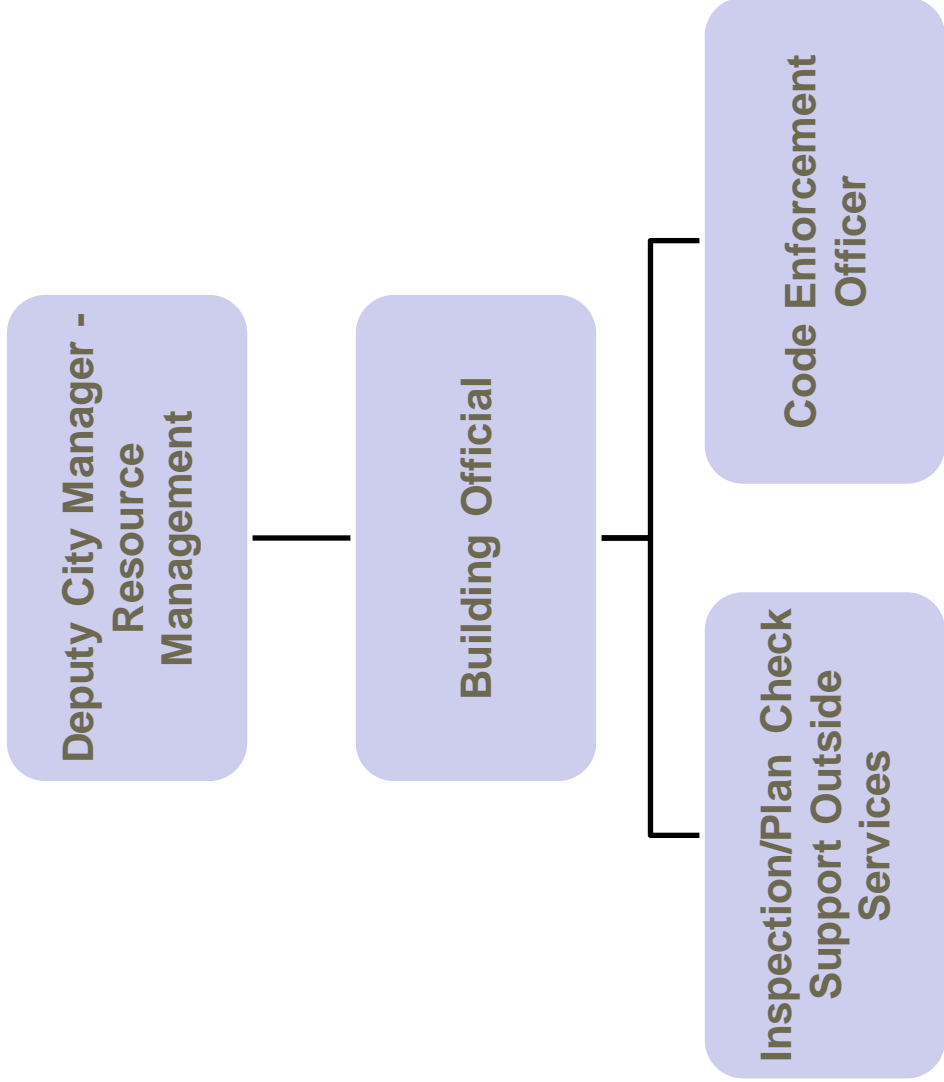 Deputy City Manager -
Resource
Management
Building Official
Inspection/Plan Check
Support Outside
Services
Code Enforcement
Officer